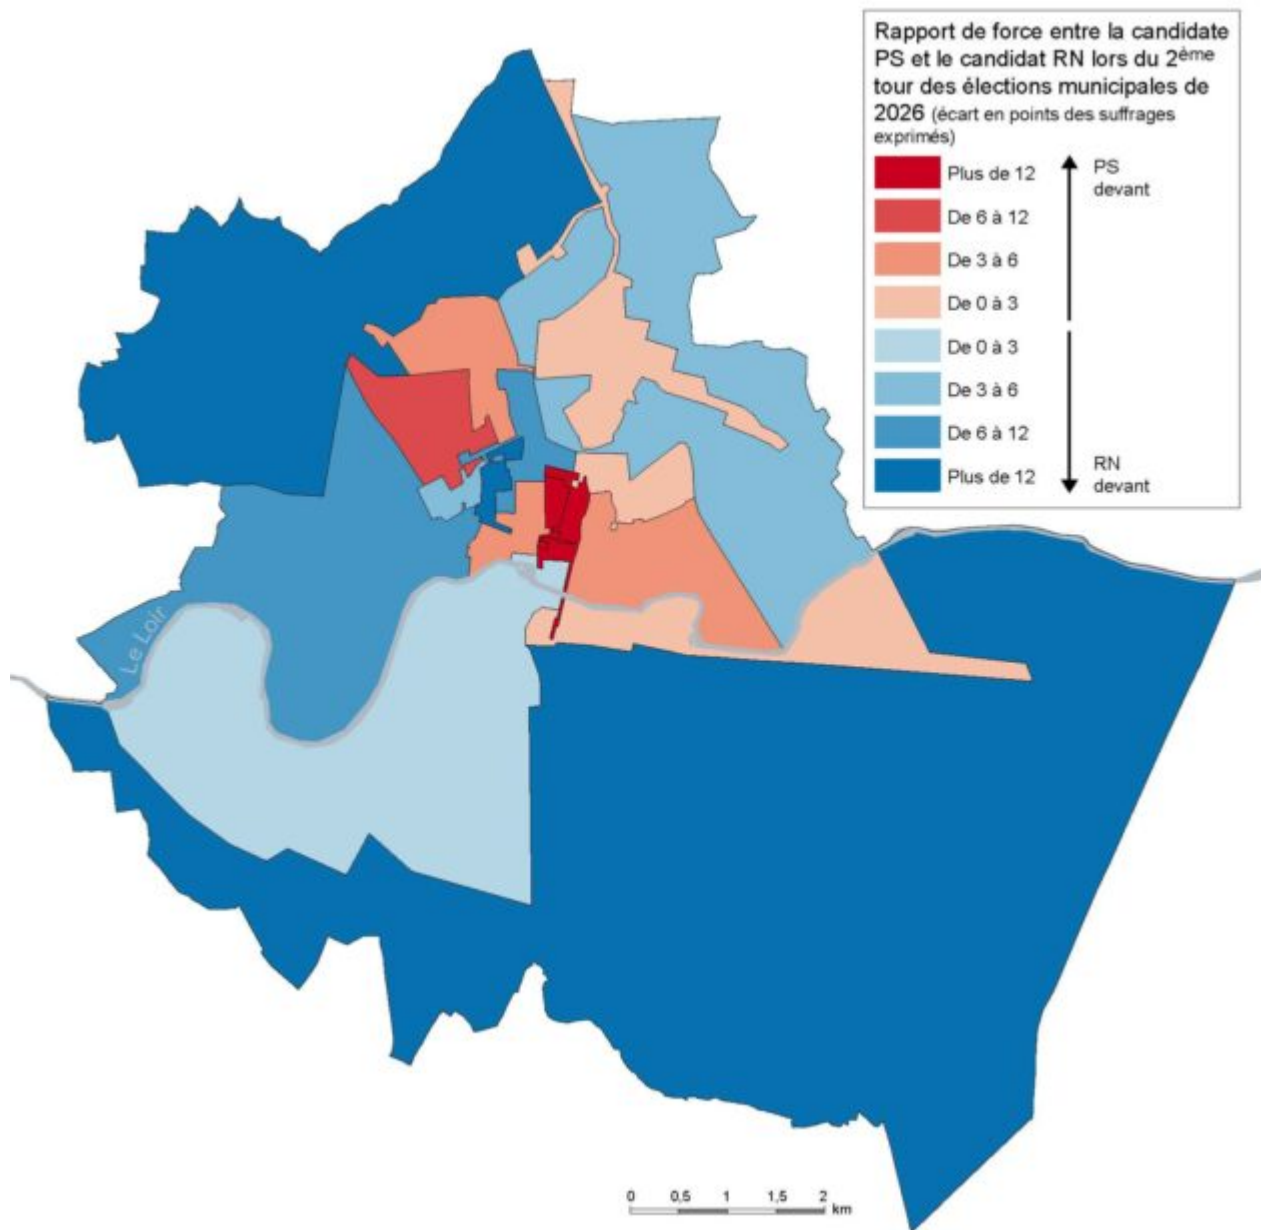 Rapport de force entre la candidate
PS et le candidat RN lors du 2ème
tour des élections municipales de
2026 (écart en points des suffrages
exprimés)
Plus de 12
PS
devant
De 6 à 12
De 3 à 6
De 0 à 3
De 0 à 3
De 3 à 6
De 6 à 12
Plus de 12
RN
devant
Le Loir
0 0,5 1 1,5 2
km